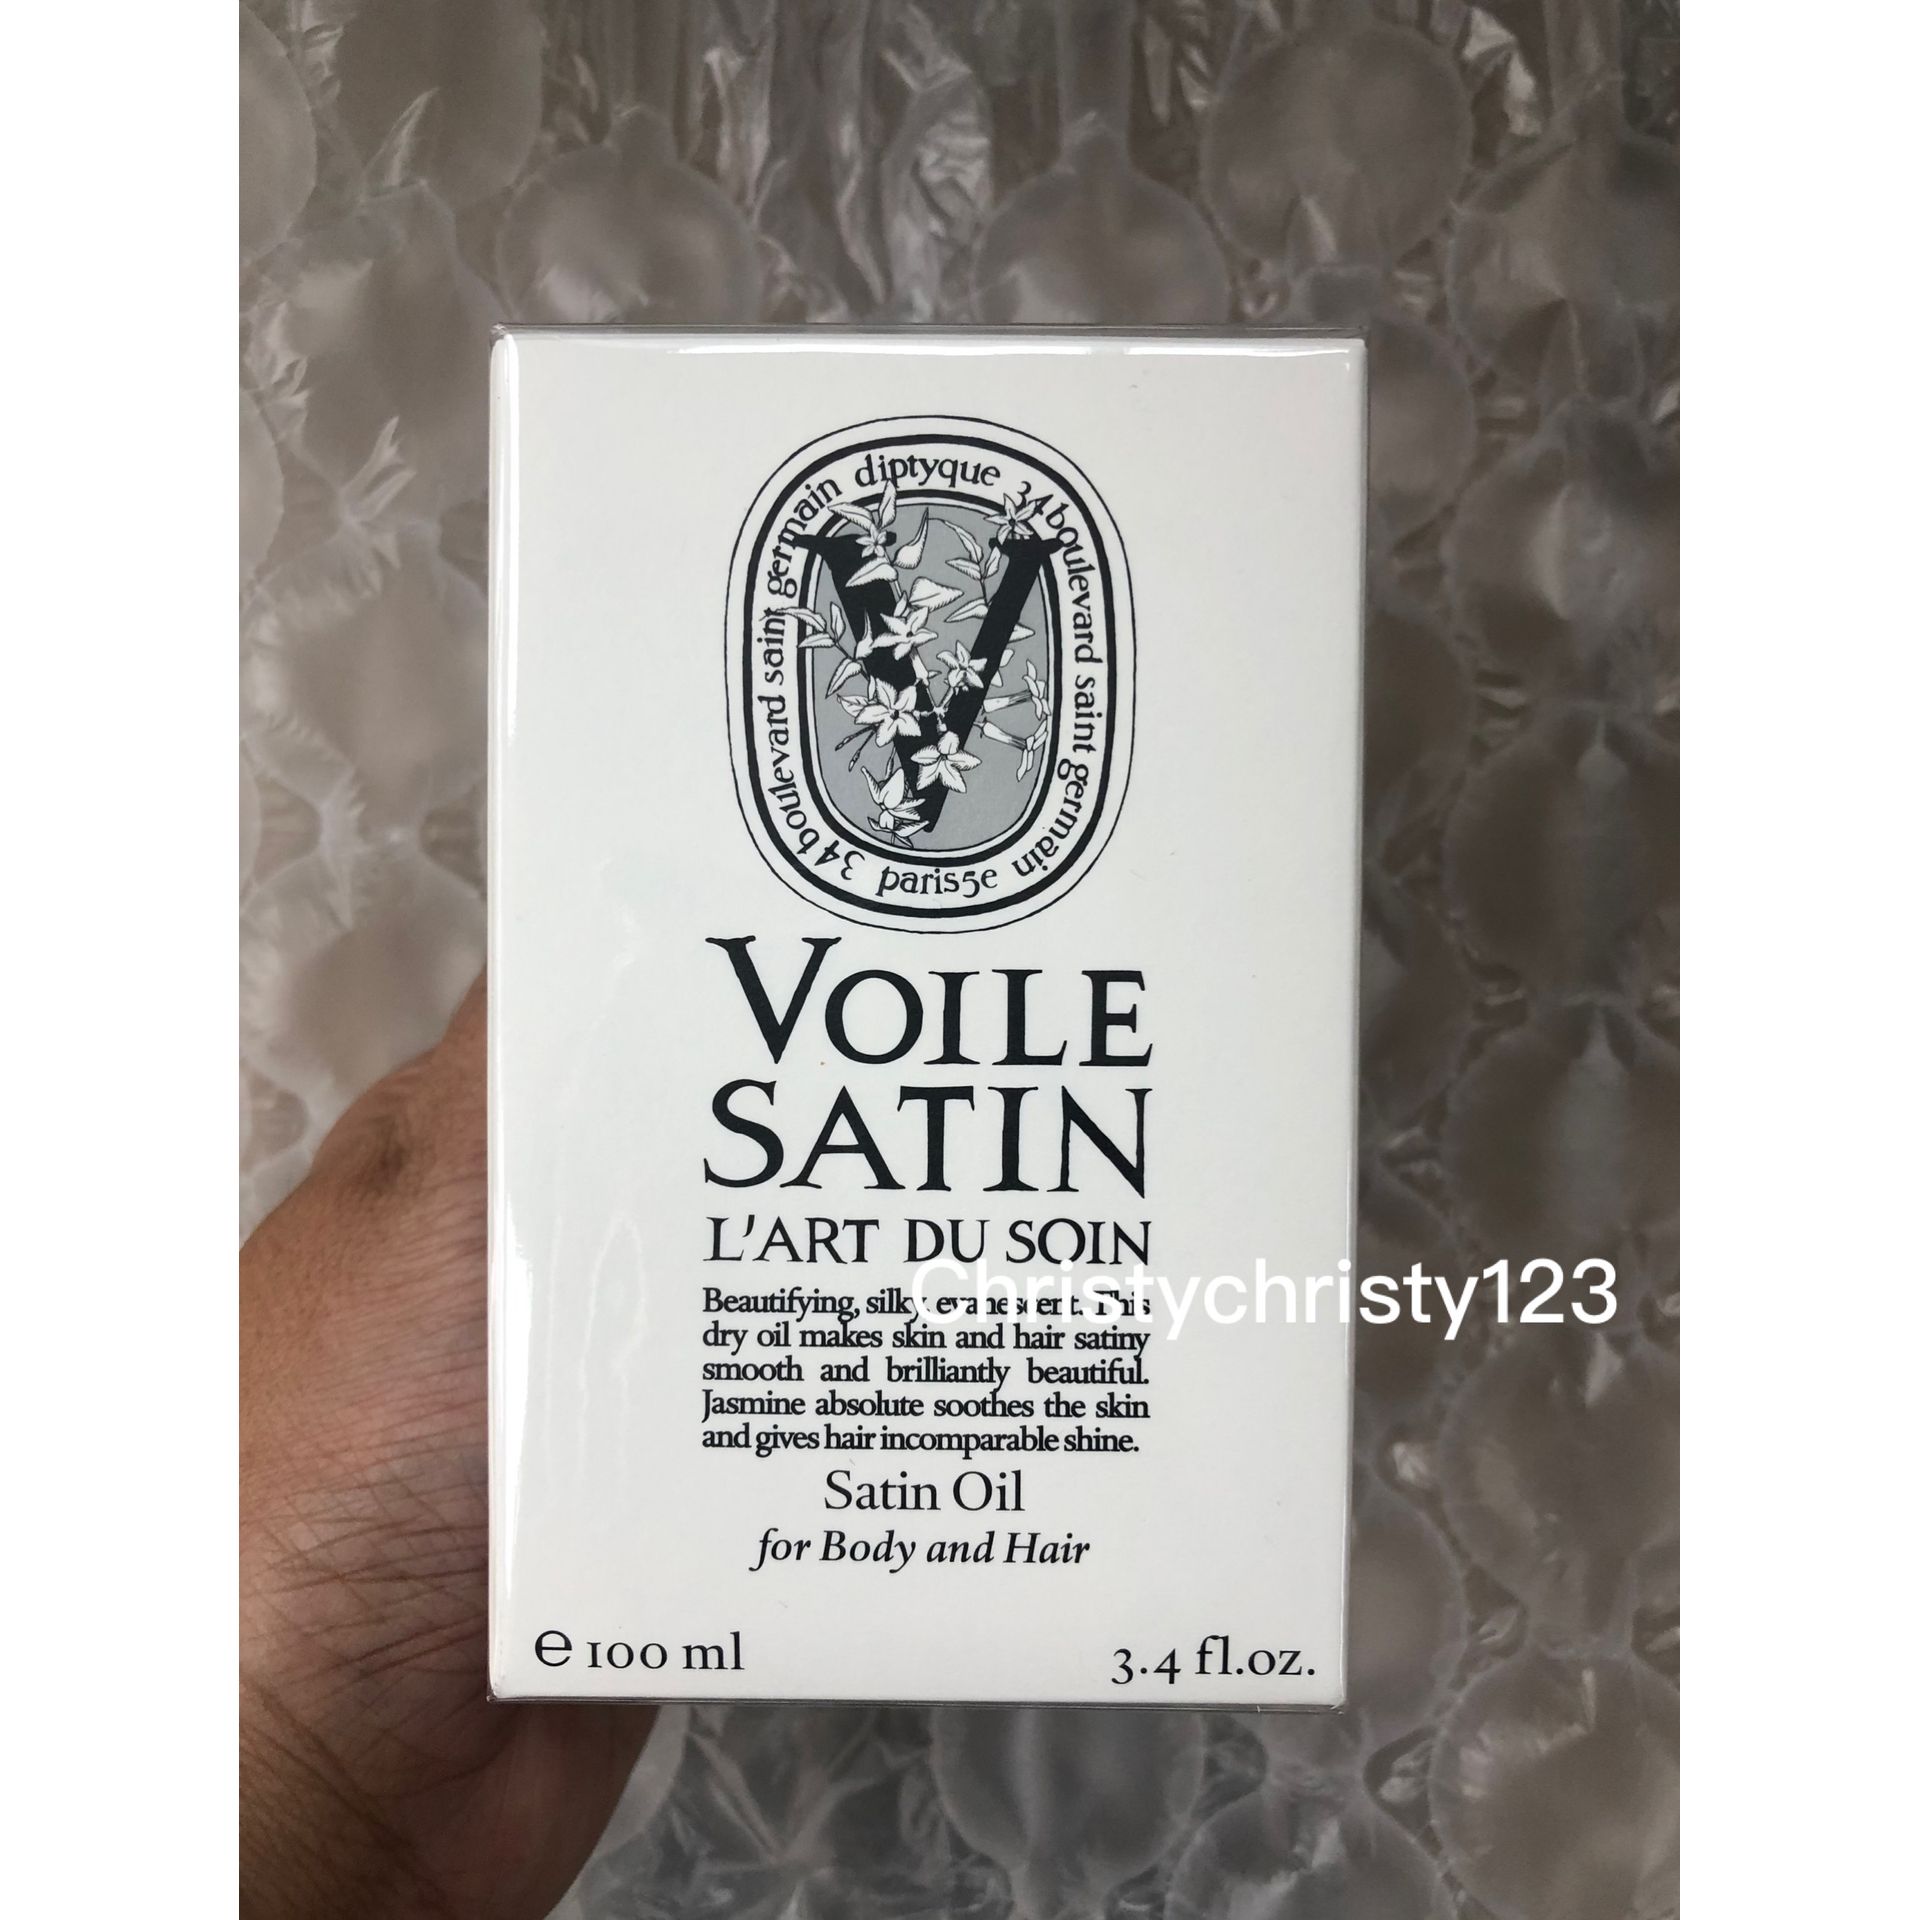 diptyque 34 boulevard saint germain paris5e 34 boulevard saint germain
V
VOILE
SATIN
L'ART DU SOIN
Christychristy123
Beautifying, silky, evanescent. This
dry oil makes skin and hair satiny
smooth and brilliantly beautiful.
Jasmine absolute soothes the skin
and gives hair incomparable shine.
Satin Oil
for Body and Hair
e 100 ml
3.4 fl.oz.